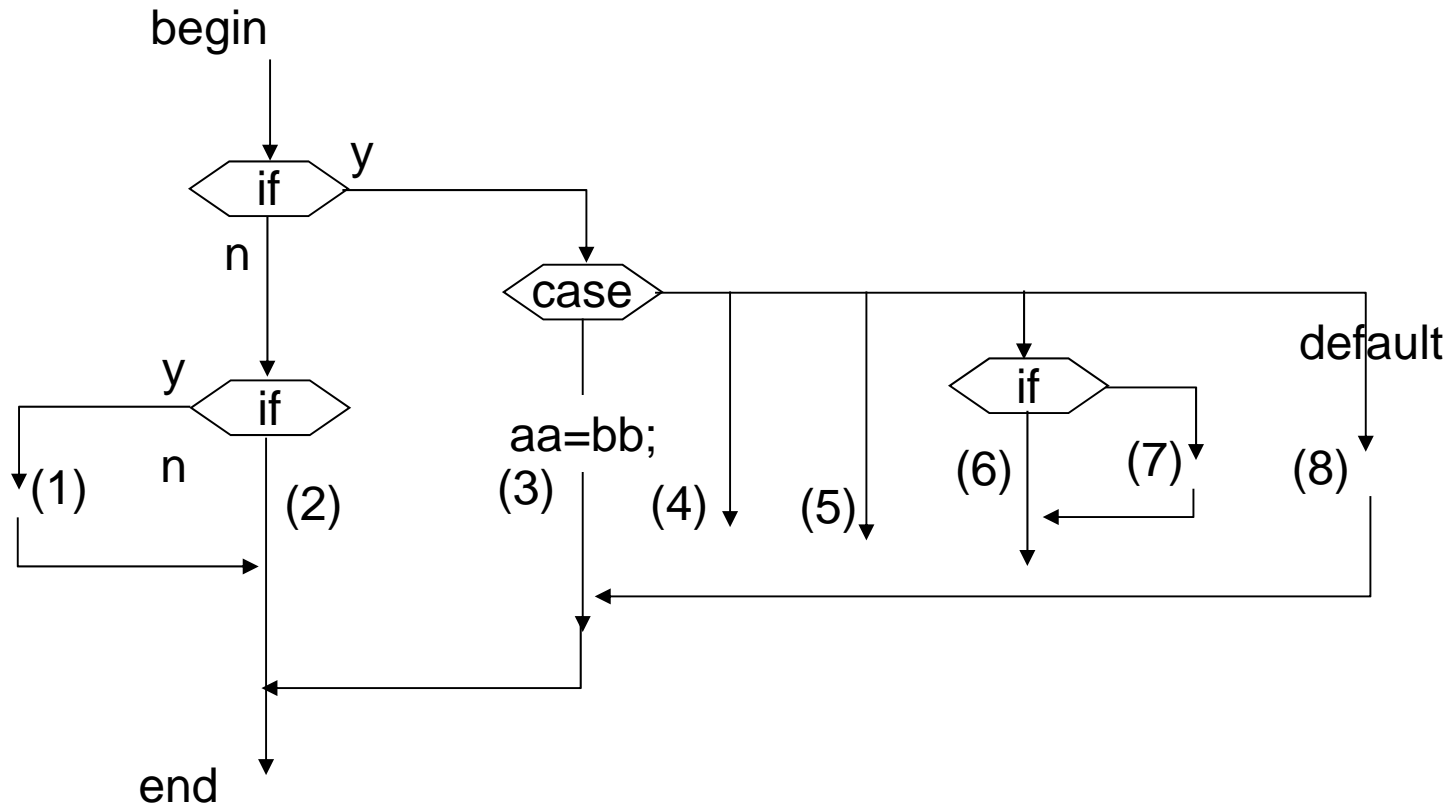 begin
y
if
n
case
default
y
if
if
n
aa=bb;
(1)
(2)
(3)
(4)
(5)
(6)
(7)
(8)
end